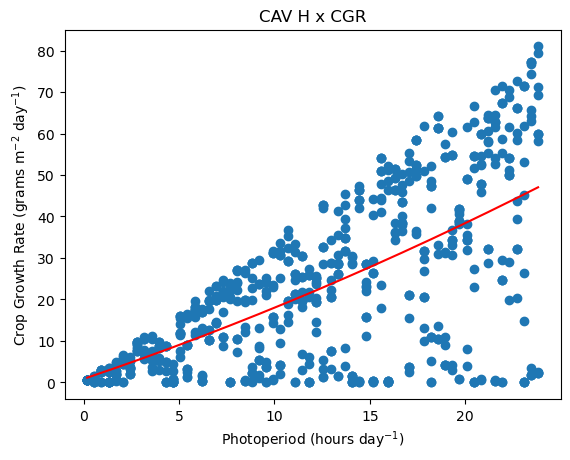 CAV H x CGR
Crop Growth Rate (grams m⁻² day⁻¹)
80
70
60
50
40
30
20
10
0
0 5 10 15 20
Photoperiod (hours day⁻¹)